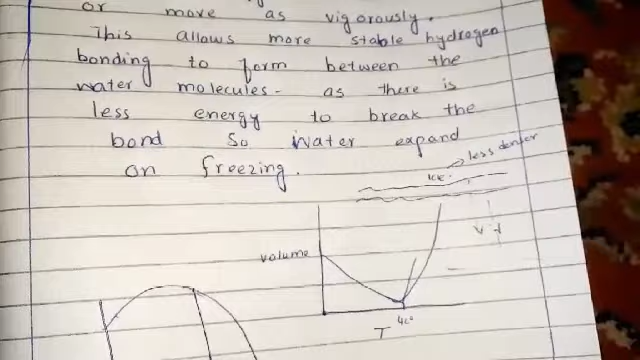 or more as vigorously.
This allows more stable hydrogen
bonding to form between the
water molecules- as there is
less energy to break the
bond so water expand
on freezing.
less denser
ICE.
volume
T 4c°